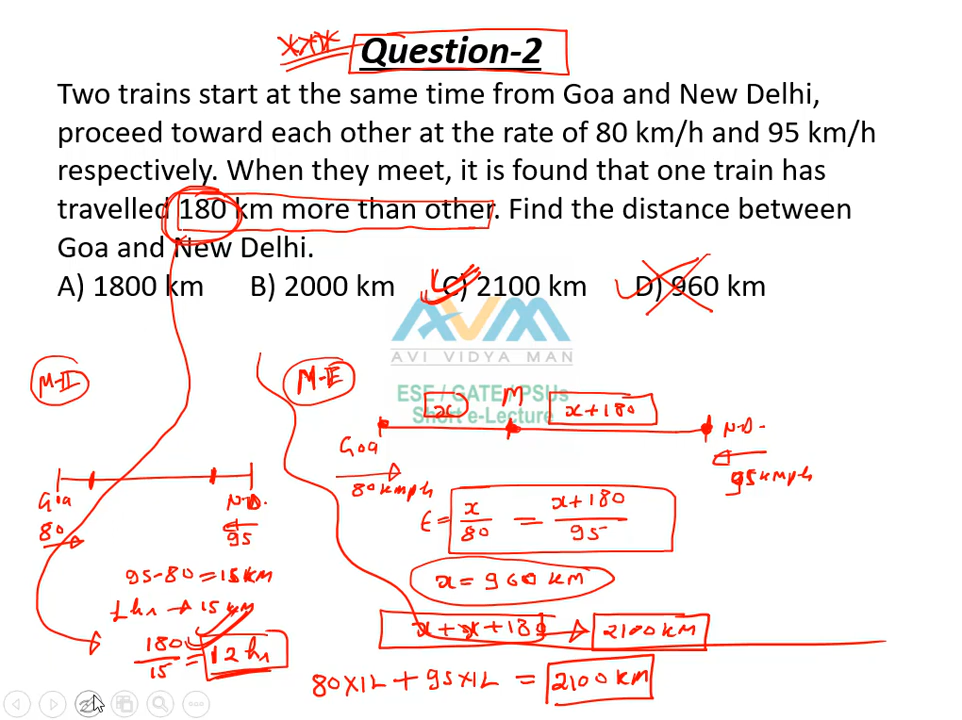 Question-2
Two trains start at the same time from Goa and New Delhi,
proceed toward each other at the rate of 80 km/h and 95 km/h
respectively. When they meet, it is found that one train has
travelled 180 km more than other. Find the distance between
Goa and New Delhi.
A) 1800 km B) 2000 km C) 2100 km D) 960 km
AVM
AVI VIDYA MAN
ESE / GATE / PSUs
Short e-Lecture
M-II
Goa N.D.
80 95
95-80 = 15 KM
1 hr → 15 KM
180/15 = 12 hr
x M x+180
Goa N.D.
80 kmph 95 kmph
x/80 = x+180/95
x = 960 KM
x + x + 180 → 2100 KM
80X12 + 95X12 = 2100 KM